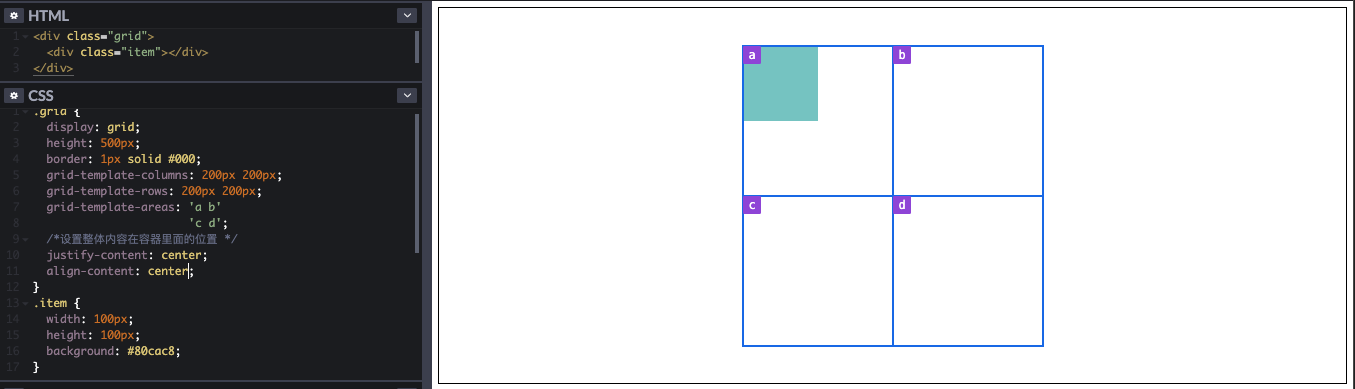 HTML
1 <div class="grid">
2 <div class="item"></div>
3 </div>
CSS
1 .grid {
2 display: grid;
3 height: 500px;
4 border: 1px solid #000;
5 grid-template-columns: 200px 200px;
6 grid-template-rows: 200px 200px;
7 grid-template-areas: 'a b'
8 'c d';
9 /*设置整体内容在容器里面的位置 */
10 justify-content: center;
11 align-content: center;
12 }
13 .item {
14 width: 100px;
15 height: 100px;
16 background: #80cac8;
17 }
a
b
c
d